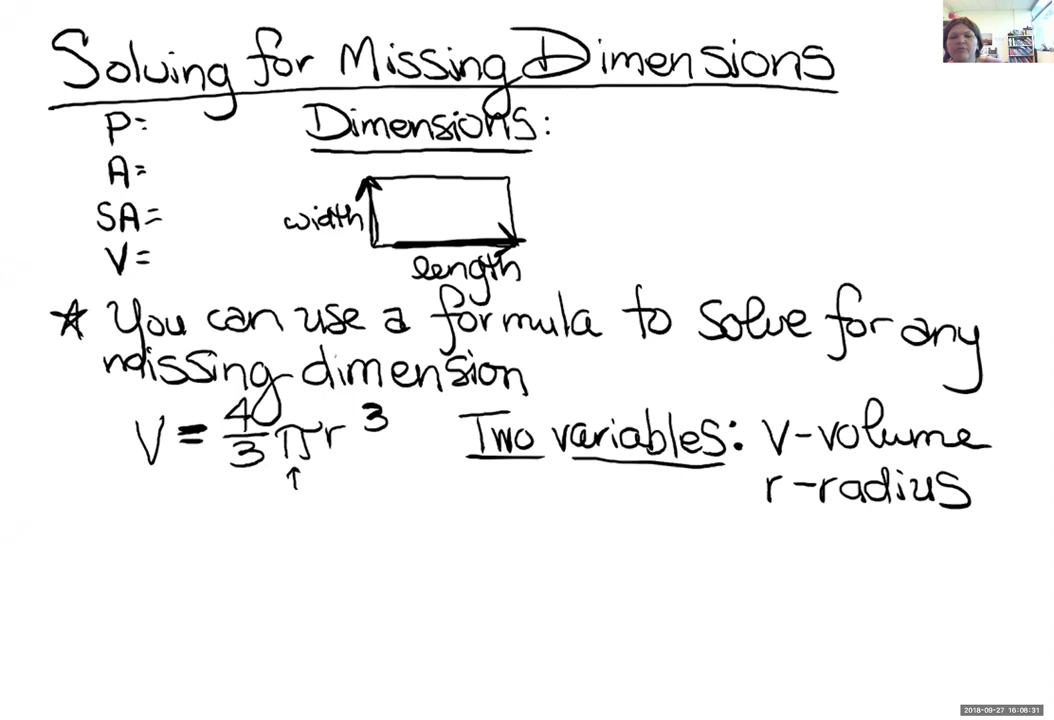 Solving for Missing Dimensions
P=
A=
SA=
V=
Dimensions:
width
length
* You can use a formula to solve for any
missing dimension
V = 4/3 πr³
Two variables: V-volume
r-radius
2018-09-27 16:08:31